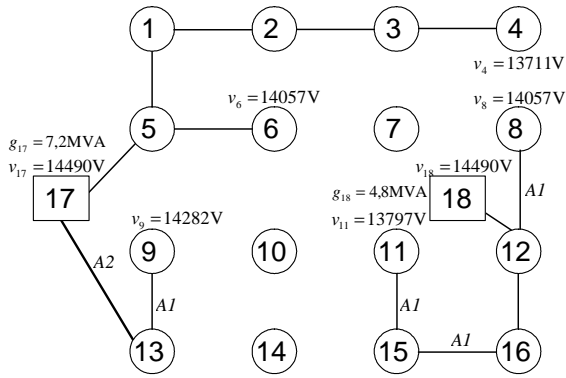 1 2 3 4
v4 = 13711V
v6 = 14057V
v8 = 14057V
5 6 7 8
g17 = 7,2MVA
v17 = 14490V
v18 = 14490V
17
g18 = 4,8MVA
18
A1
v9 = 14282V
v11 = 13797V
9 10 11 12
A2
A1
A1
A1
13 14 15 16